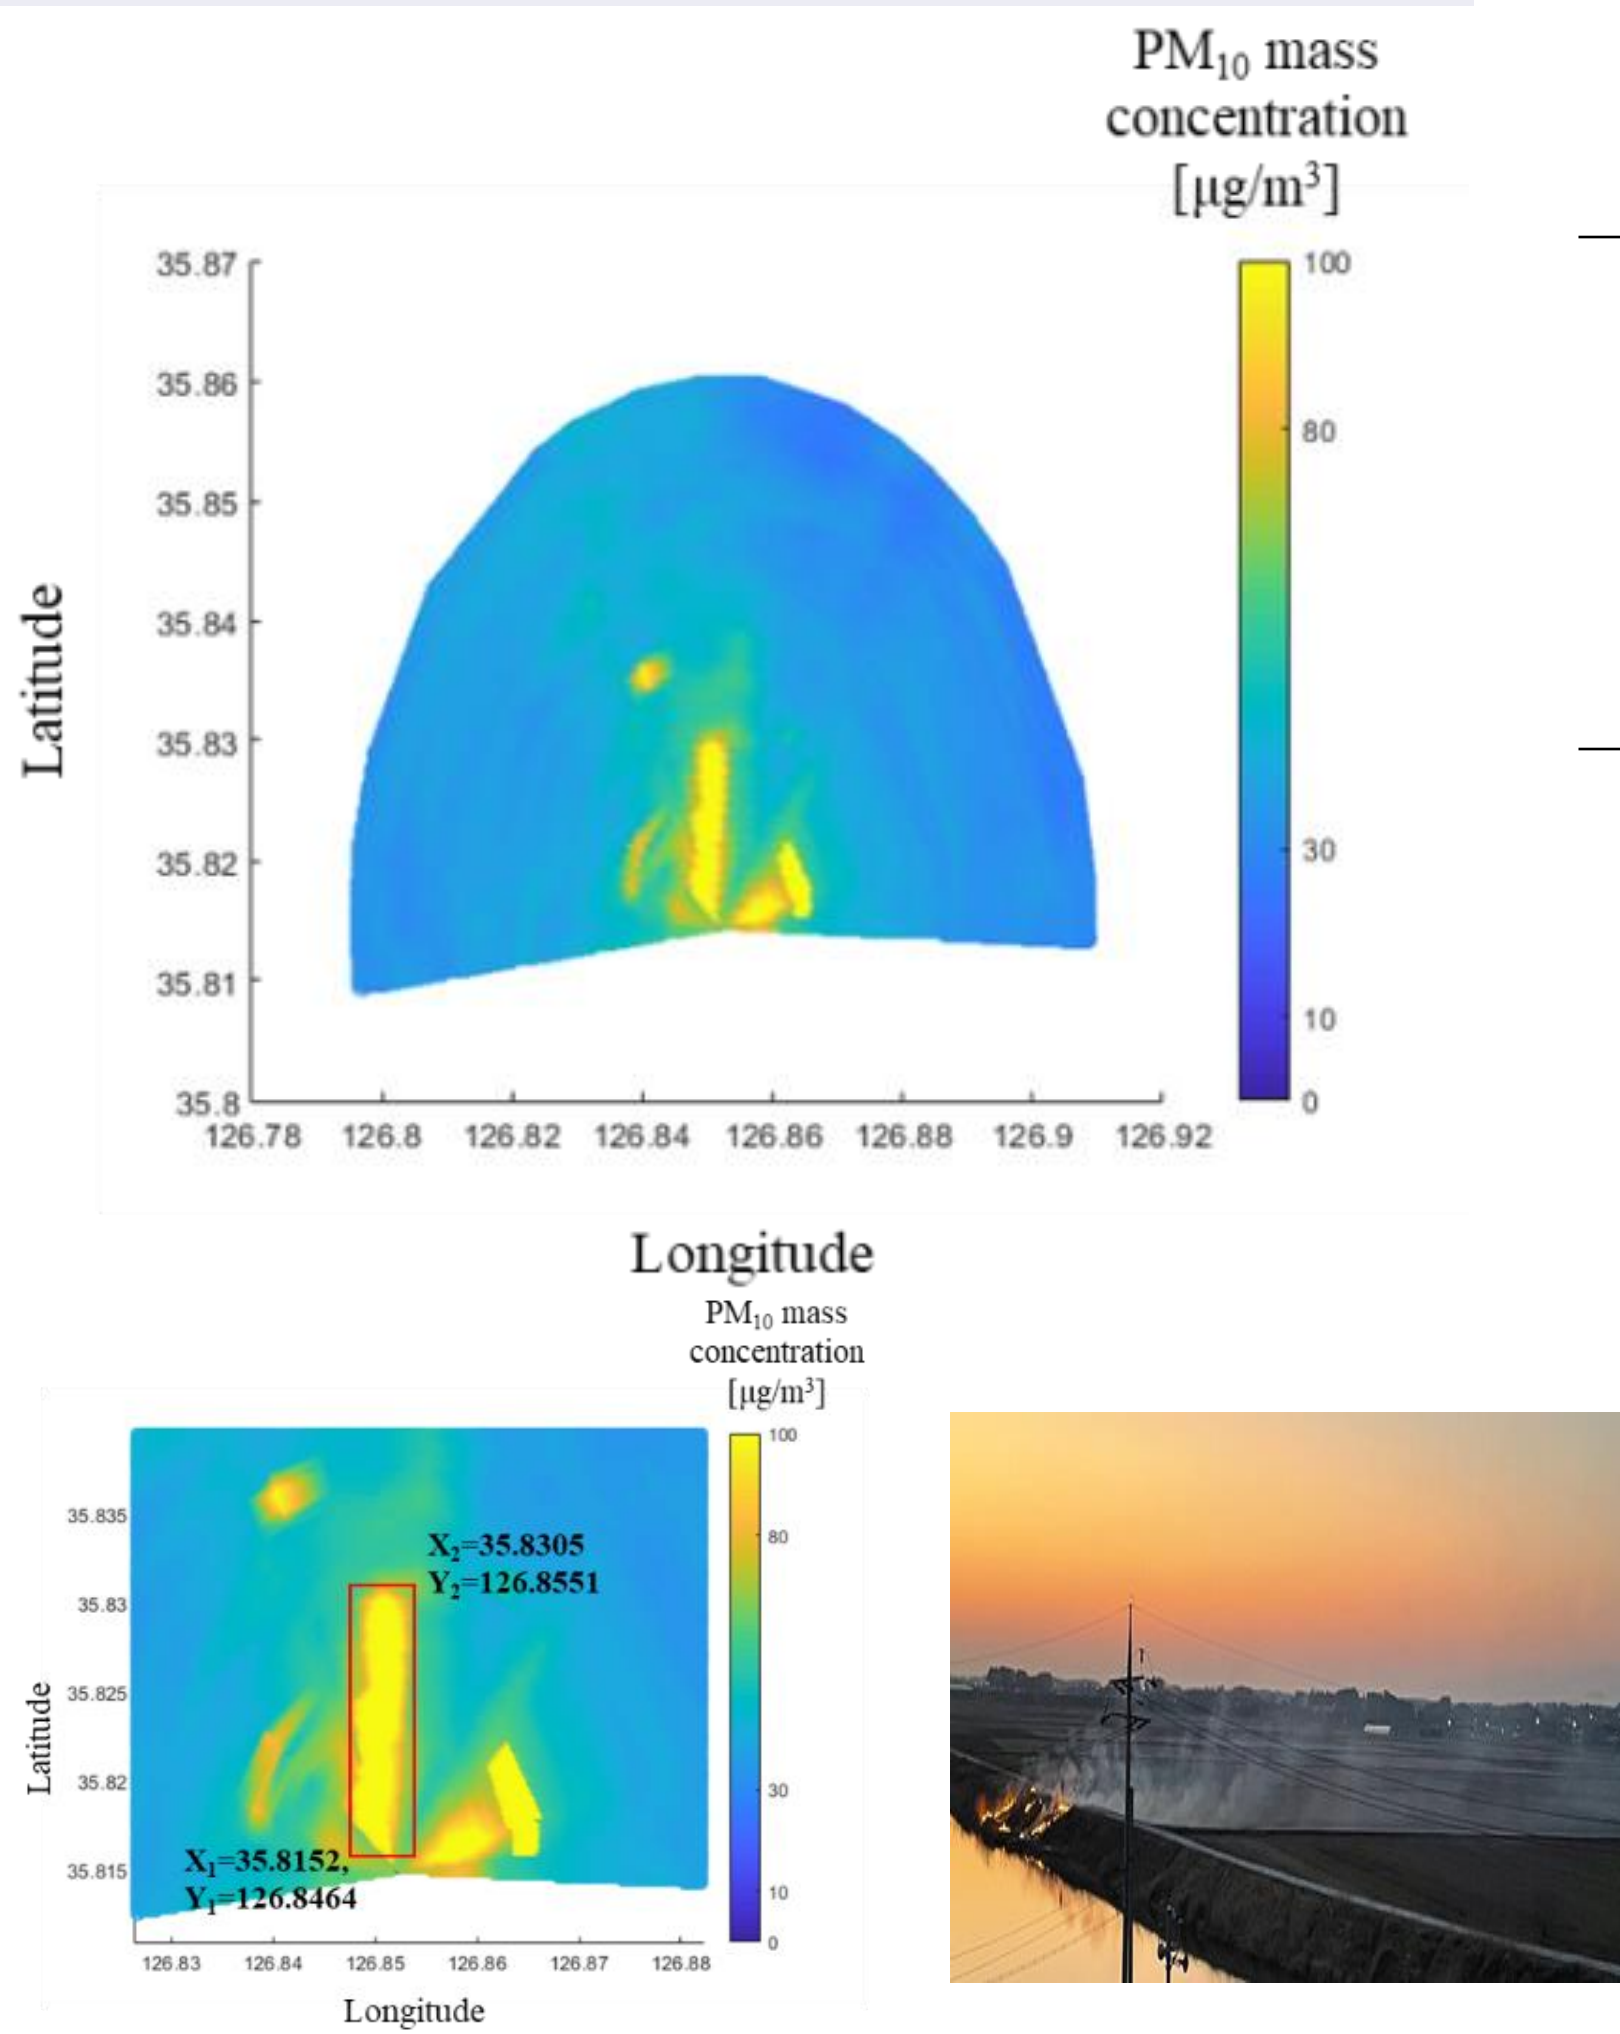 PM₁₀ mass
concentration
[μg/m³]
35.87
35.86
35.85
35.84
35.83
35.82
35.81
35.8
Latitude
100
80
30
10
0
126.78 126.8 126.82 126.84 126.86 126.88 126.9 126.92
Longitude
PM₁₀ mass
concentration
[μg/m³]
35.835
35.83
35.825
35.82
35.815
Latitude
X₂=35.8305
Y₂=126.8551
X₁=35.8152,
Y₁=126.8464
100
80
30
10
0
126.83 126.84 126.85 126.86 126.87 126.88
Longitude